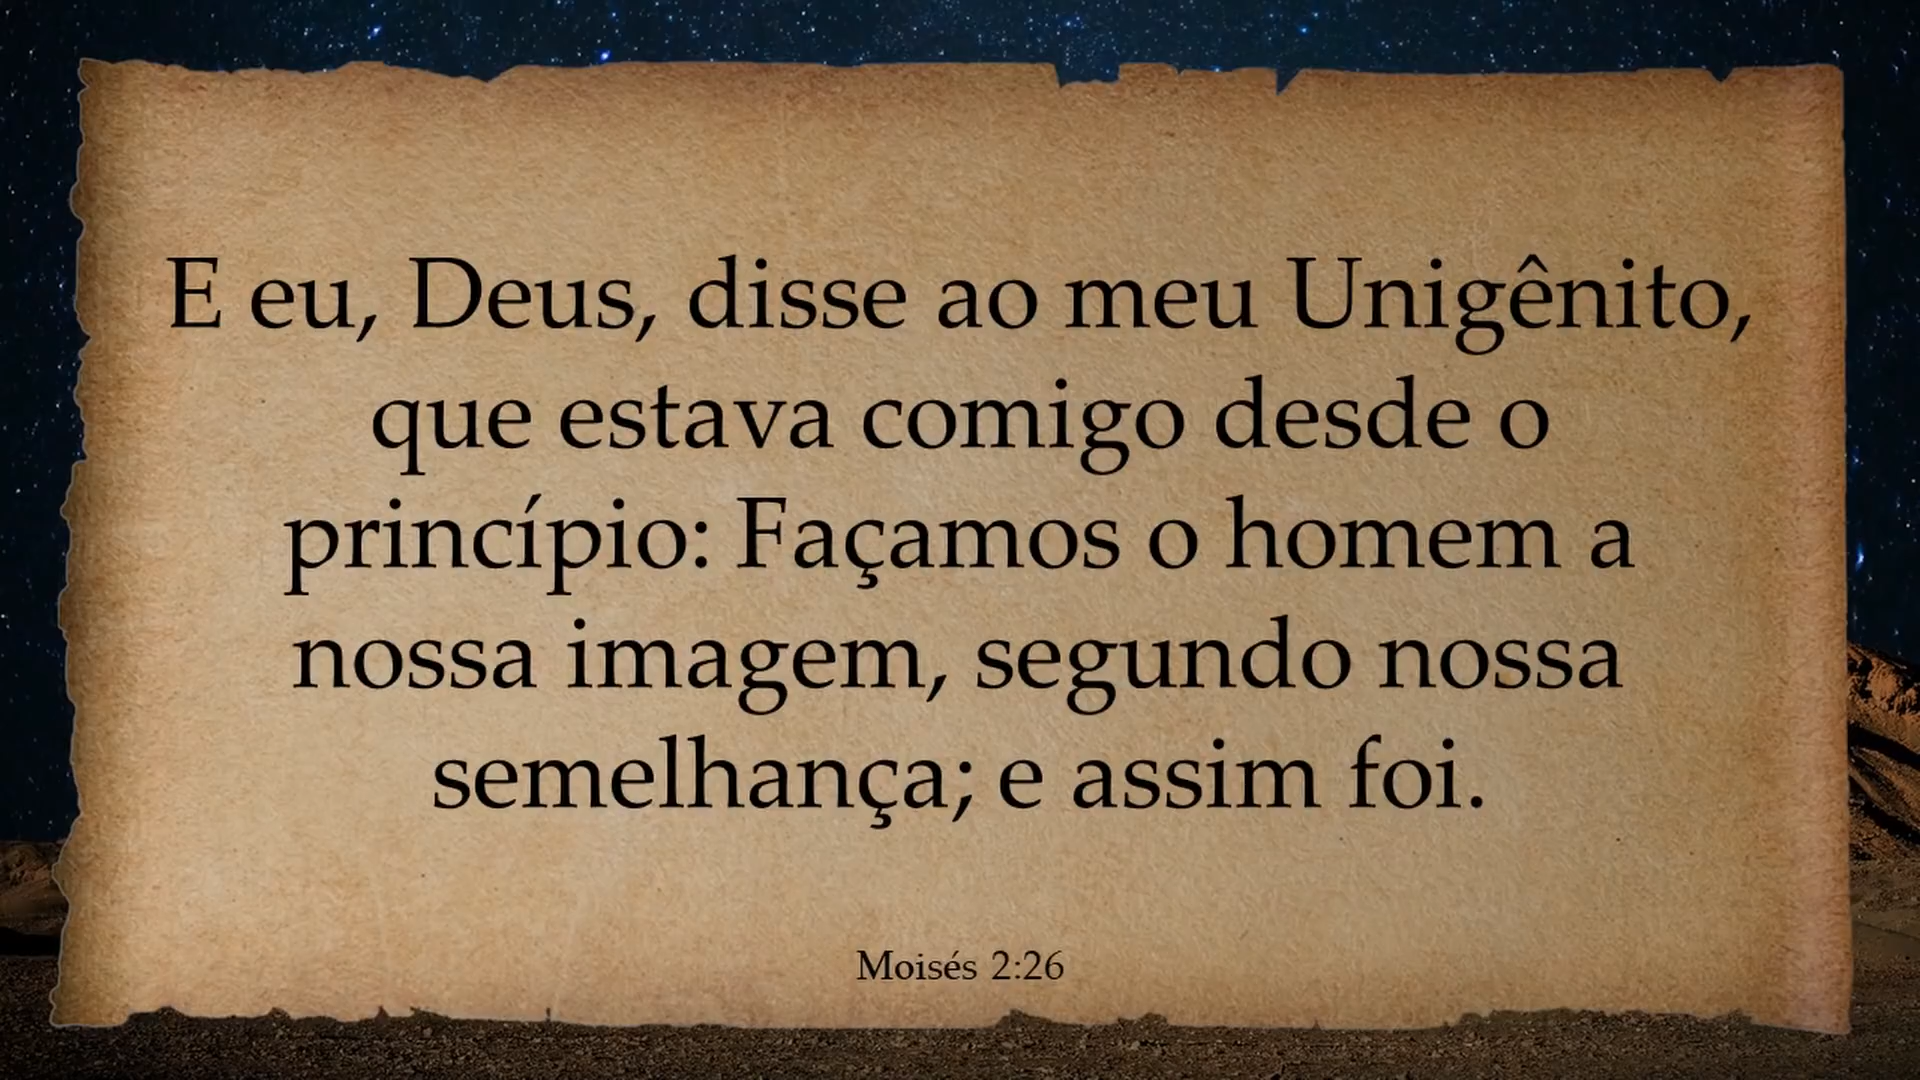 E eu, Deus, disse ao meu Unigênito,
que estava comigo desde o
princípio: Façamos o homem a
nossa imagem, segundo nossa
semelhança; e assim foi.
Moisés 2:26